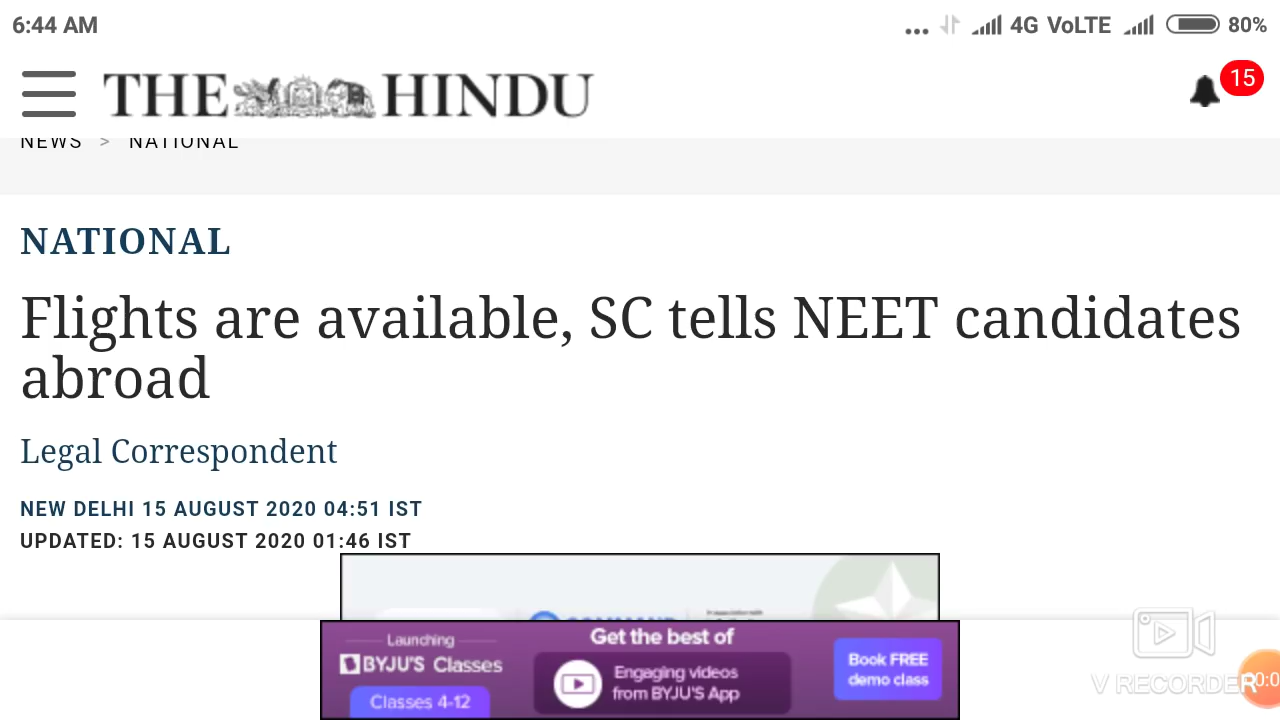 6:44 AM
... 4G VoLTE 80%
THE HINDU
15
NEWS > NATIONAL
NATIONAL
Flights are available, SC tells NEET candidates
abroad
Legal Correspondent
NEW DELHI 15 AUGUST 2020 04:51 IST
UPDATED: 15 AUGUST 2020 01:46 IST
Launching
BYJU'S Classes
Classes 4-12
Get the best of
Engaging videos
from BYJU'S App
Book FREE
demo class
V RECORDER